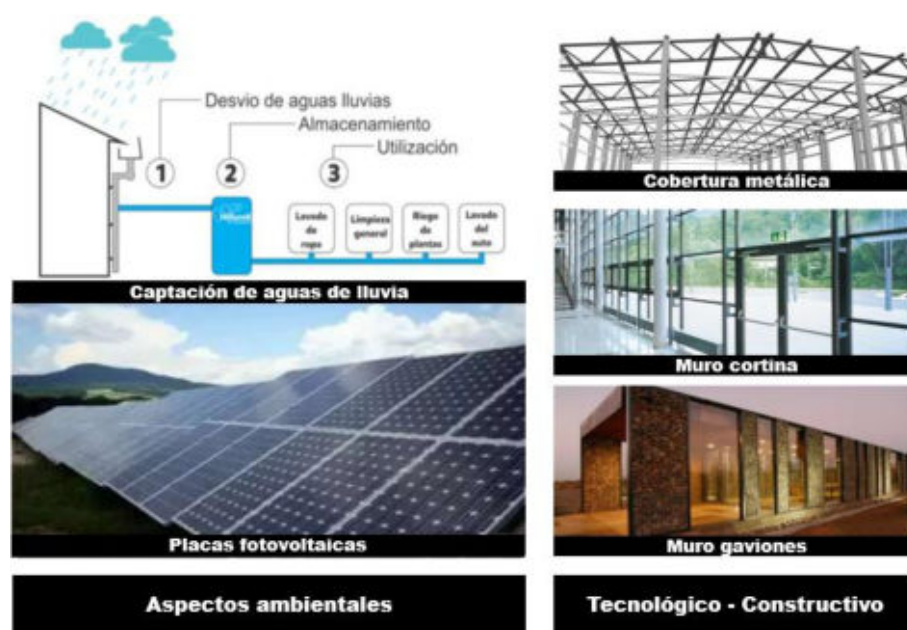 Desvio de aguas lluvias
Almacenamiento
Utilización
1
2
3
Lavado
de
ropa
Limpieza
general
Riego
de
plantas
Lavado
del
auto
Captación de aguas de lluvia
Placas fotovoltaicas
Aspectos ambientales
Cobertura metálica
Muro cortina
Muro gaviones
Tecnológico - Constructivo